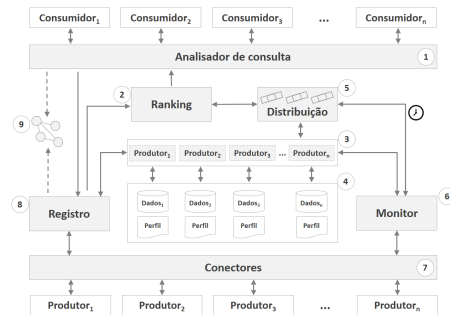 Consumidor1 Consumidor2 Consumidor3 ... Consumidorn
Analisador de consulta 1
2 Ranking
5 Distribuição
9
3
Produtor1 Produtor2 Produtor3 ... Produtorn
4
Dados1 Dados2 Dados3 Dadosn
Perfil Perfil Perfil Perfil
8 Registro
Monitor 6
Conectores 7
Produtor1 Produtor2 Produtor3 ... Produtorn